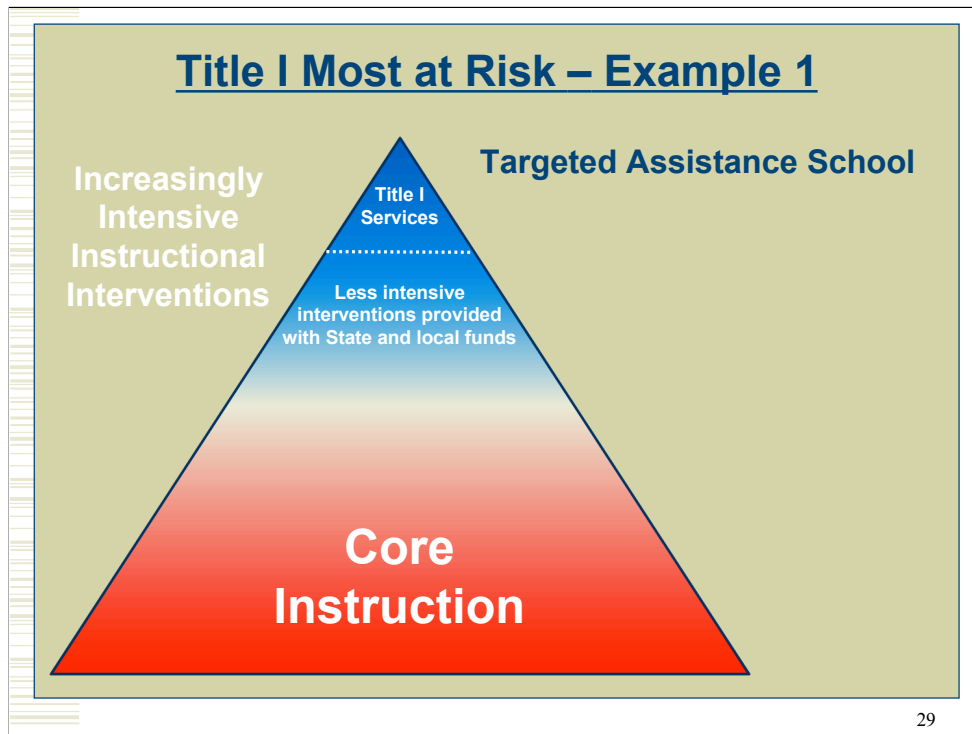 Title I Most at Risk – Example 1
Targeted Assistance School
Increasingly
Intensive
Instructional
Interventions
Title I
Services
Less intensive
interventions provided
with State and local funds
Core
Instruction
29